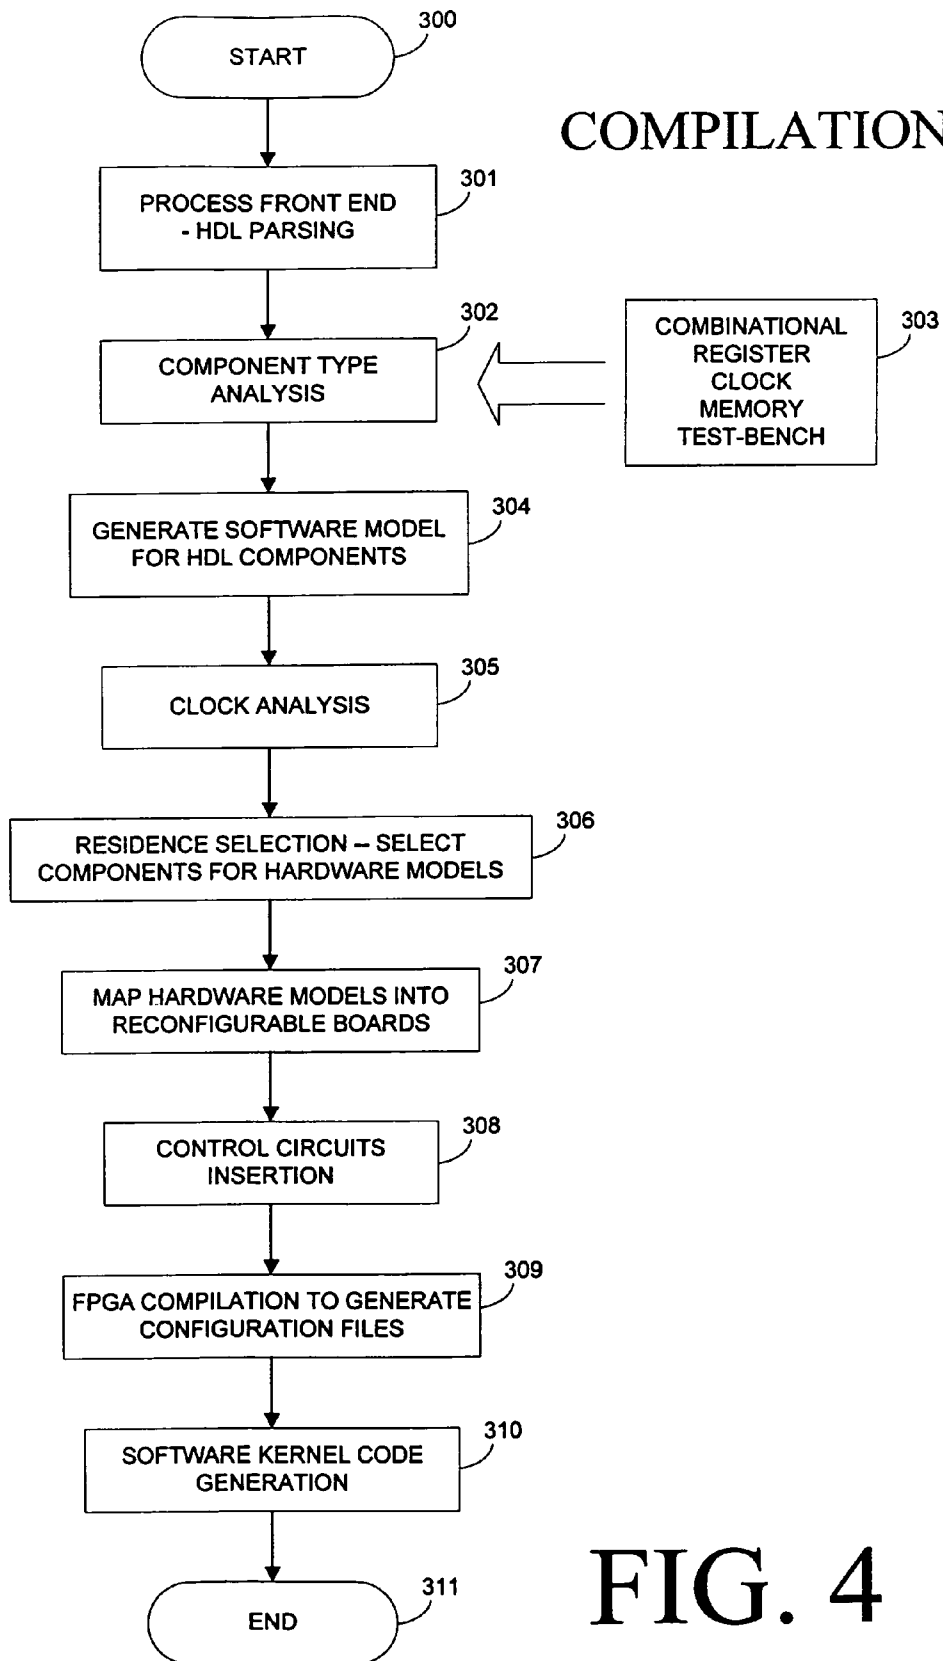 300
START
COMPILATION
301
PROCESS FRONT END
- HDL PARSING
302
COMPONENT TYPE
ANALYSIS
303
COMBINATIONAL
REGISTER
CLOCK
MEMORY
TEST-BENCH
304
GENERATE SOFTWARE MODEL
FOR HDL COMPONENTS
305
CLOCK ANALYSIS
306
RESIDENCE SELECTION – SELECT
COMPONENTS FOR HARDWARE MODELS
307
MAP HARDWARE MODELS INTO
RECONFIGURABLE BOARDS
308
CONTROL CIRCUITS
INSERTION
309
FPGA COMPILATION TO GENERATE
CONFIGURATION FILES
310
SOFTWARE KERNEL CODE
GENERATION
311
END
FIG. 4